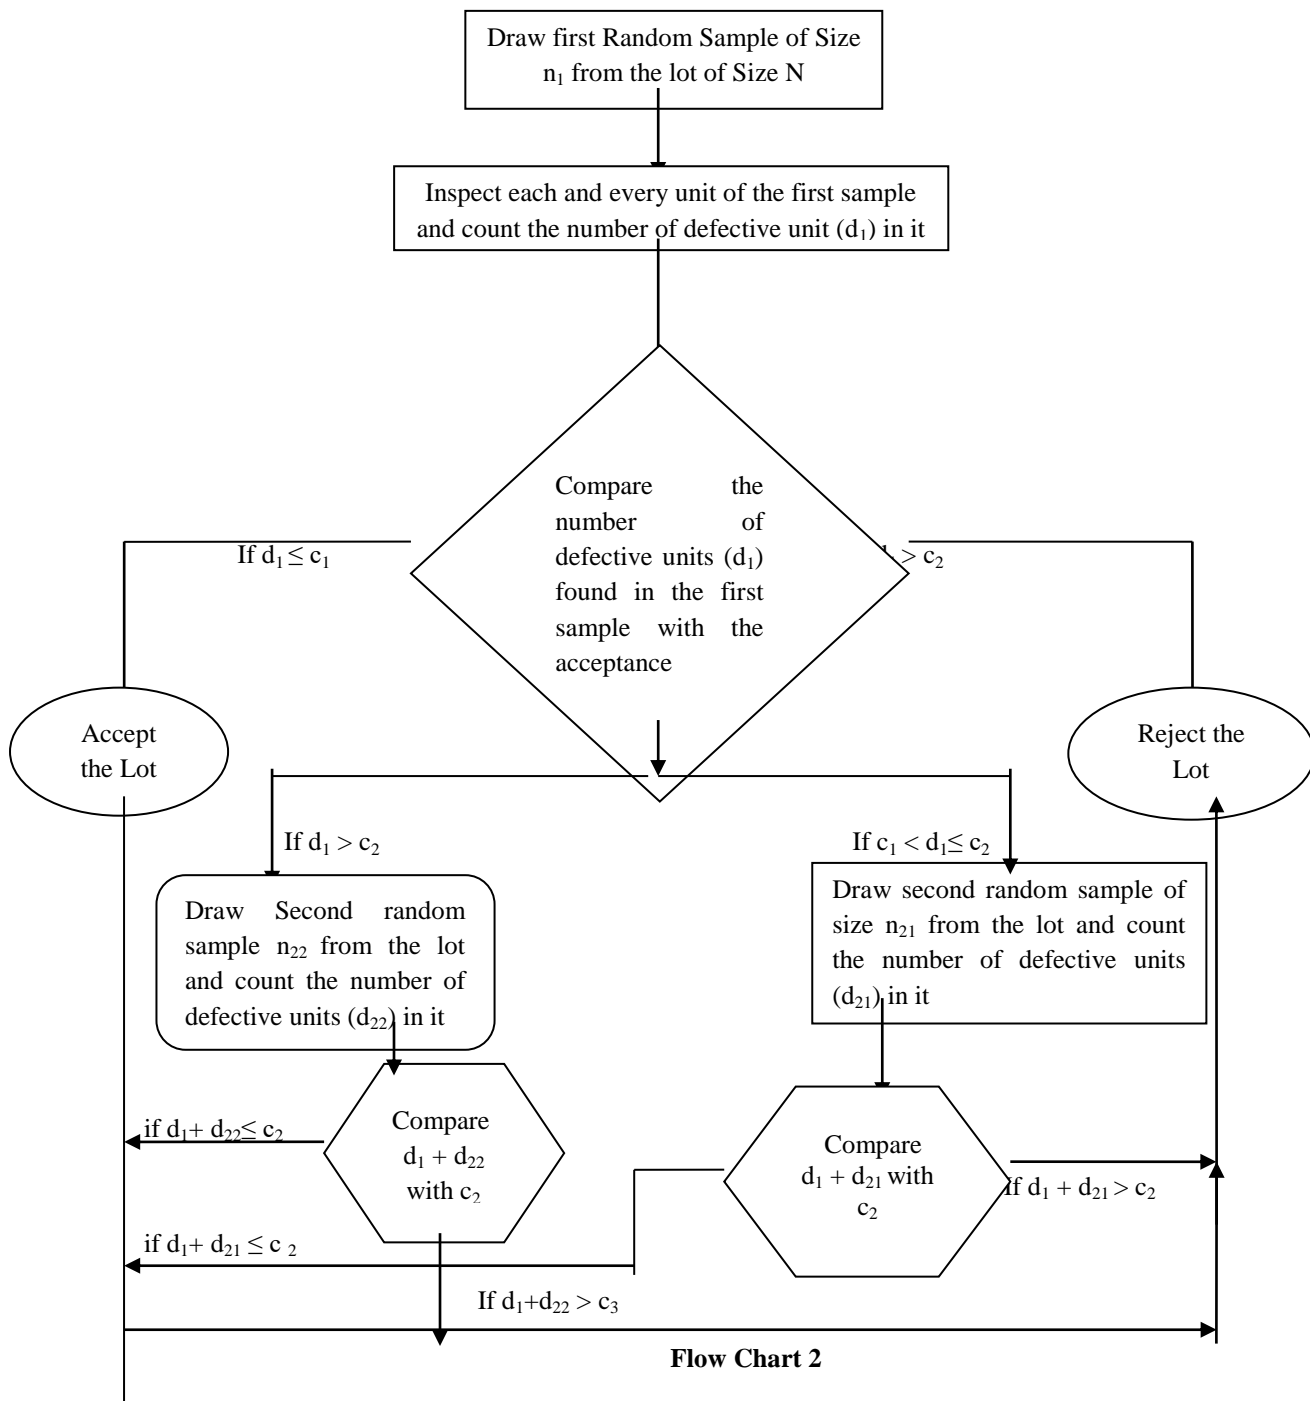 Draw first Random Sample of Size
n₁ from the lot of Size N
Inspect each and every unit of the first sample
and count the number of defective unit (d₁) in it
Compare the
number of
defective units (d₁)
found in the first
sample with the
acceptance
If d₁ ≤ c₁
> c₂
Accept
the Lot
Reject the
Lot
If d₁ > c₂
If c₁ < d₁≤ c₂
Draw Second random
sample n₂₂ from the lot
and count the number of
defective units (d₂₂) in it
Draw second random sample of
size n₂₁ from the lot and count
the number of defective units
(d₂₁) in it
if d₁+ d₂₂≤ c₂
Compare
d₁ + d₂₂
with c₂
Compare
d₁ + d₂₁ with
c₂
If d₁ + d₂₁ > c₂
if d₁+ d₂₁ ≤ c ₂
If d₁+d₂₂ > c₃
Flow Chart 2